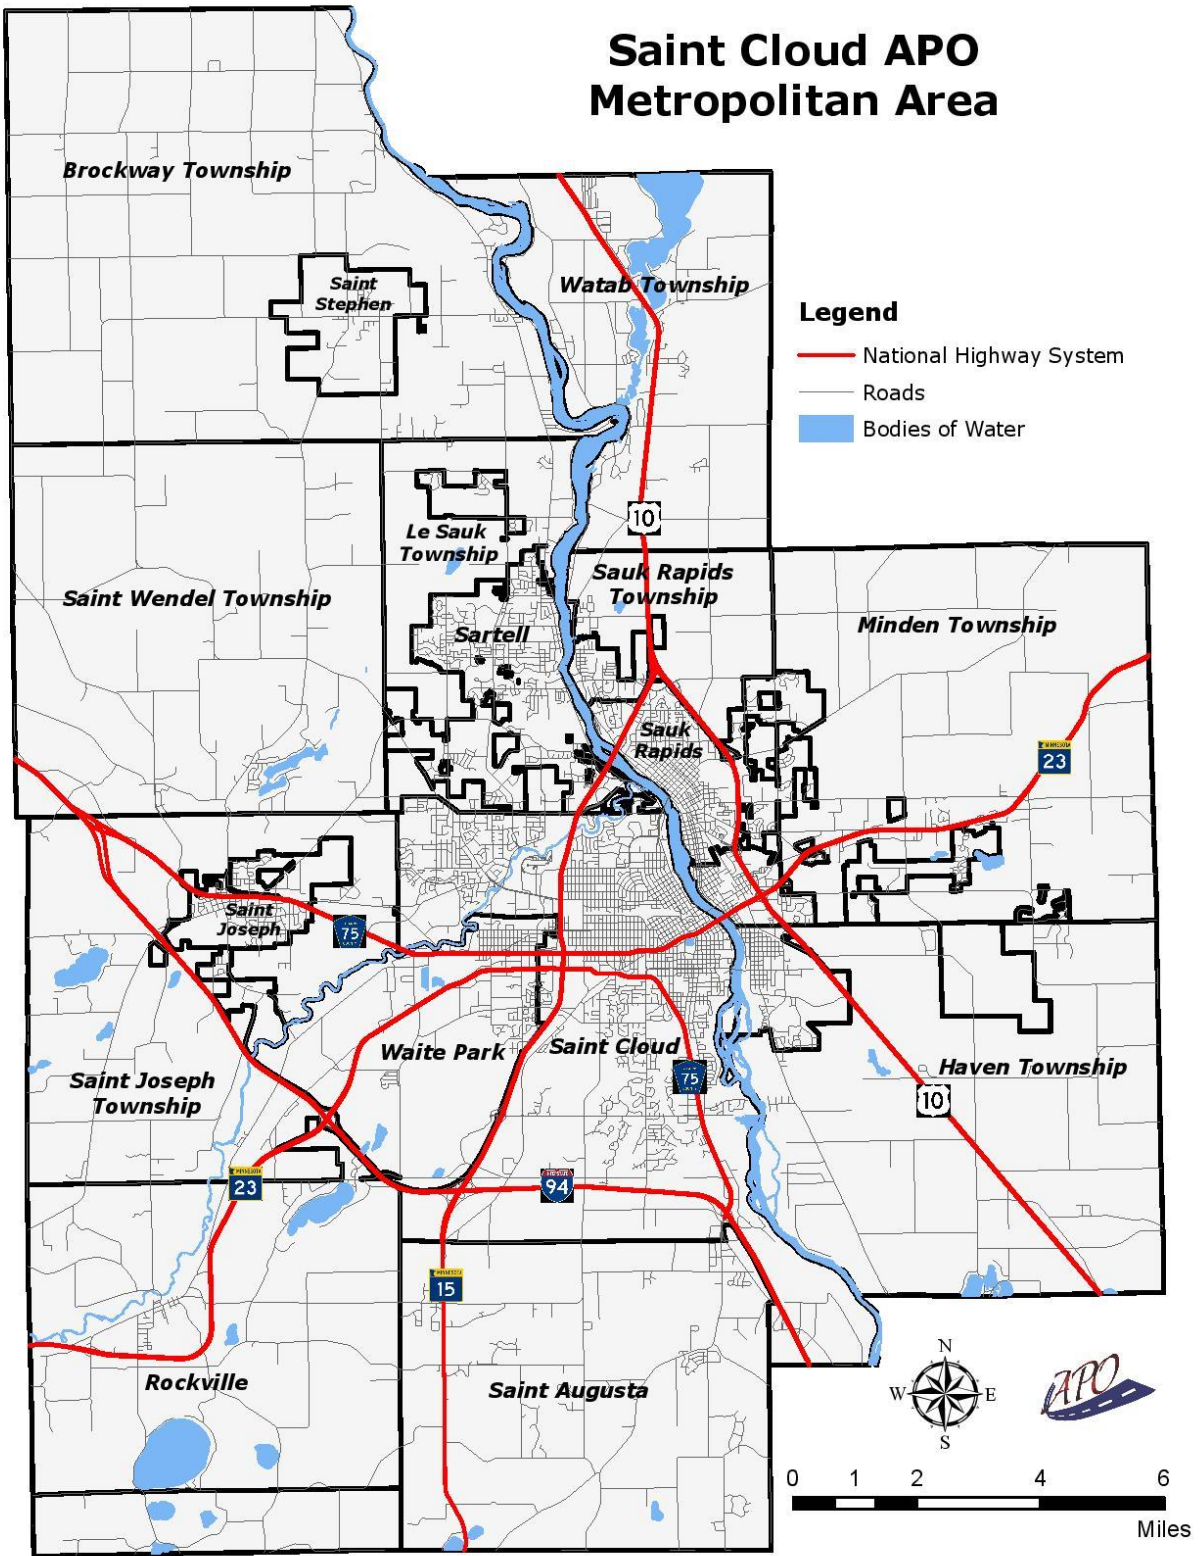 Saint Cloud APO
Metropolitan Area
Brockway Township
Saint
Stephen
Watab Township
Legend
National Highway System
Roads
Bodies of Water
10
Le Sauk
Township
Sauk Rapids
Township
Saint Wendel Township
Minden Township
Sartell
Sauk
Rapids
MINNESOTA
23
Saint
Joseph
75
Waite Park
Saint Cloud
75
Saint Joseph
Township
Haven Township
10
MINNESOTA
23
94
MINNESOTA
15
Rockville
Saint Augusta
N
W
E
S
APO
0 1 2 4 6
Miles